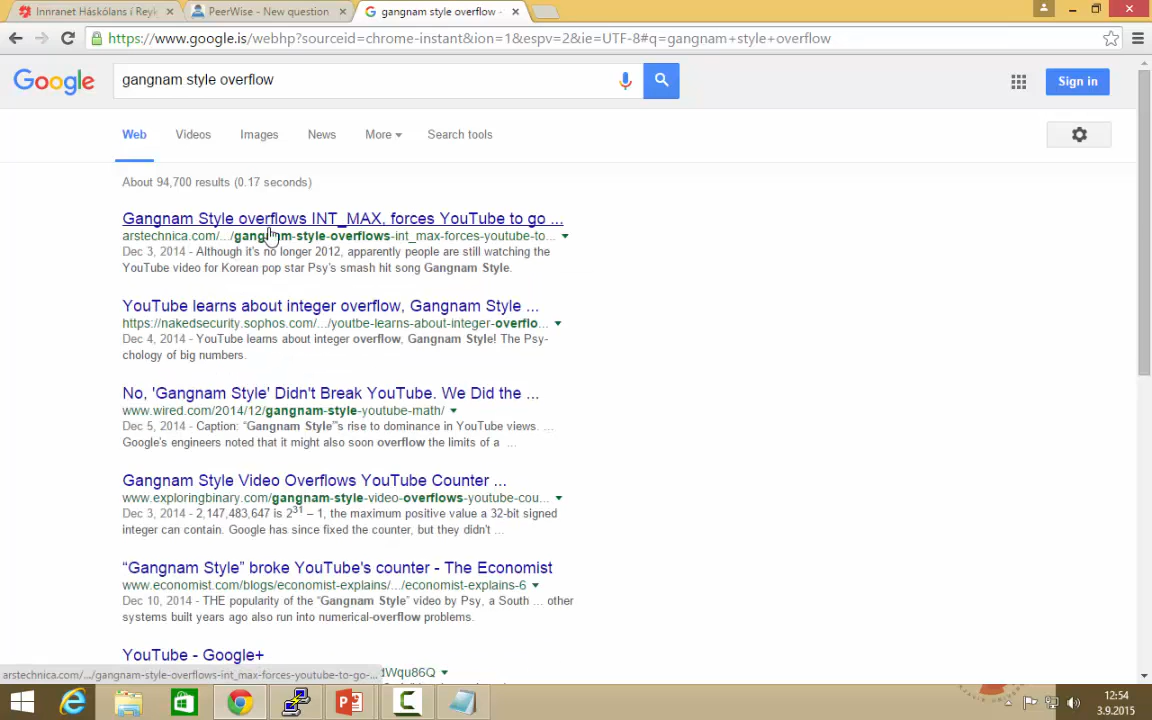 Innranet Háskólans í Reyk
PeerWise - New question
gangnam style overflow -
https://www.google.is/webhp?sourceid=chrome-instant&ion=1&espv=2&ie=UTF-8#q=gangnam+style+overflow
Google
gangnam style overflow
Sign in
Web
Videos
Images
News
More
Search tools
About 94,700 results (0.17 seconds)
Gangnam Style overflows INT_MAX, forces YouTube to go ...
arstechnica.com/.../gangnam-style-overflows-int_max-forces-youtube-to...
Dec 3, 2014 - Although it's no longer 2012, apparently people are still watching the
YouTube video for Korean pop star Psy's smash hit song Gangnam Style.
YouTube learns about integer overflow, Gangnam Style ...
https://nakedsecurity.sophos.com/.../youtbe-learns-about-integer-overflo...
Dec 4, 2014 - YouTube learns about integer overflow, Gangnam Style! The Psy-
chology of big numbers.
No, 'Gangnam Style' Didn't Break YouTube. We Did the ...
www.wired.com/2014/12/gangnam-style-youtube-math/
Dec 5, 2014 - Caption: “Gangnam Style”'s rise to dominance in YouTube views. ...
Google's engineers noted that it might also soon overflow the limits of a ...
Gangnam Style Video Overflows YouTube Counter ...
www.exploringbinary.com/gangnam-style-video-overflows-youtube-cou...
Dec 3, 2014 - 2,147,483,647 is 2³¹ – 1, the maximum positive value a 32-bit signed
integer can contain. Google has since fixed the counter, but they didn't ...
“Gangnam Style” broke YouTube's counter - The Economist
www.economist.com/blogs/economist-explains/.../economist-explains-6
Dec 10, 2014 - THE popularity of the “Gangnam Style” video by Psy, a South ... other
systems built years ago also run into numerical-overflow problems.
YouTube - Google+
dWqu86Q
arstechnica.com/.../gangnam-style-overflows-int_max-forces-youtube-to-go-...
12:54
3.9.2015